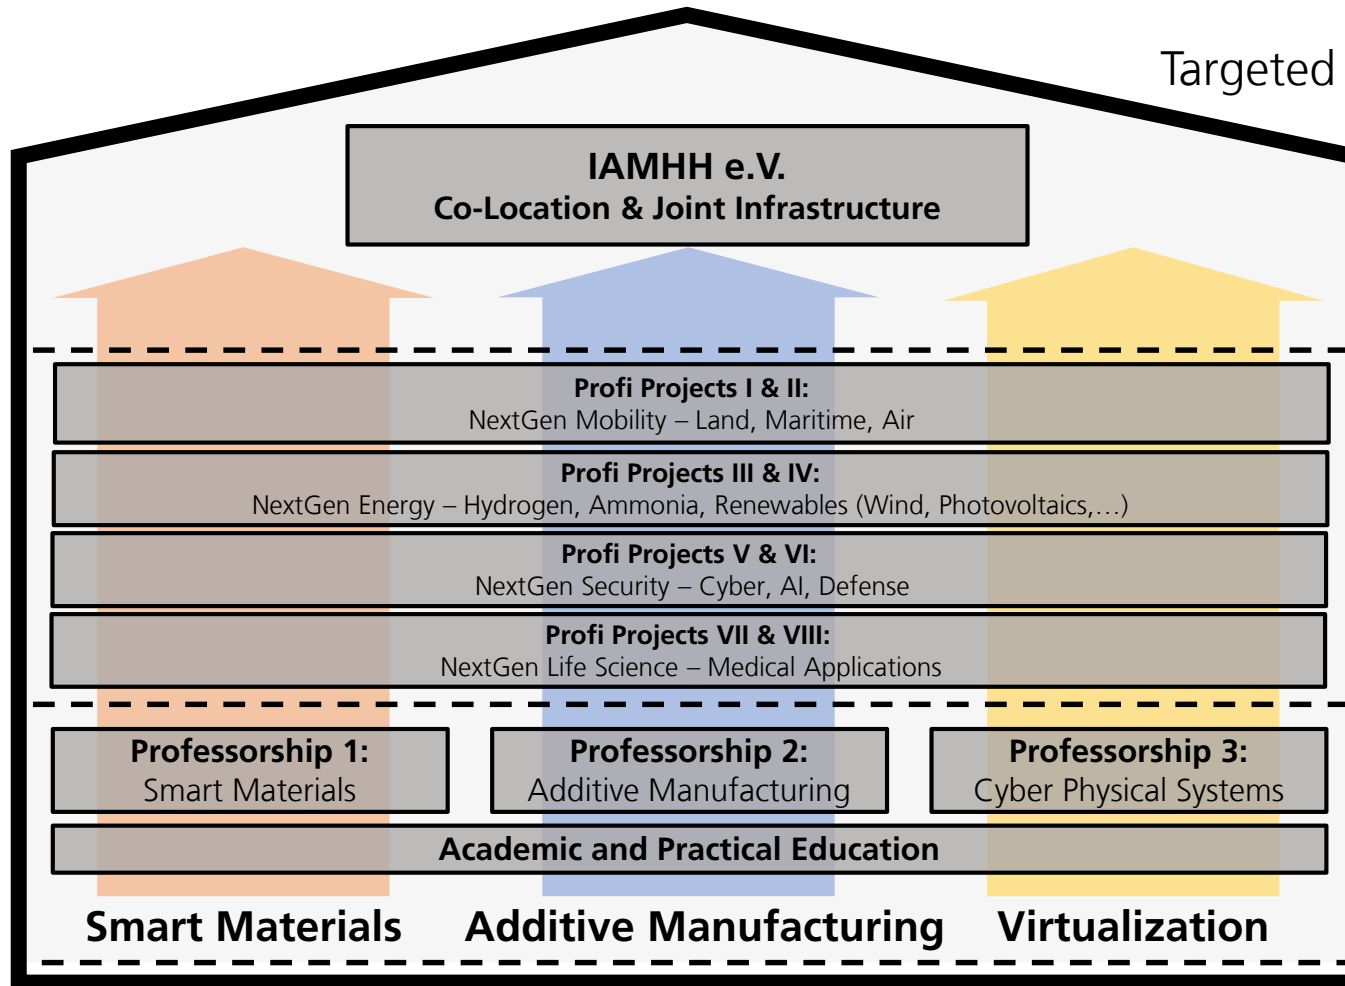 Targeted
IAMHH e.V.
Co-Location & Joint Infrastructure
Profi Projects I & II:
NextGen Mobility – Land, Maritime, Air
Profi Projects III & IV:
NextGen Energy – Hydrogen, Ammonia, Renewables (Wind, Photovoltaics,…)
Profi Projects V & VI:
NextGen Security – Cyber, AI, Defense
Profi Projects VII & VIII:
NextGen Life Science – Medical Applications
Professorship 1:
Smart Materials
Professorship 2:
Additive Manufacturing
Professorship 3:
Cyber Physical Systems
Academic and Practical Education
Smart Materials
Additive Manufacturing
Virtualization